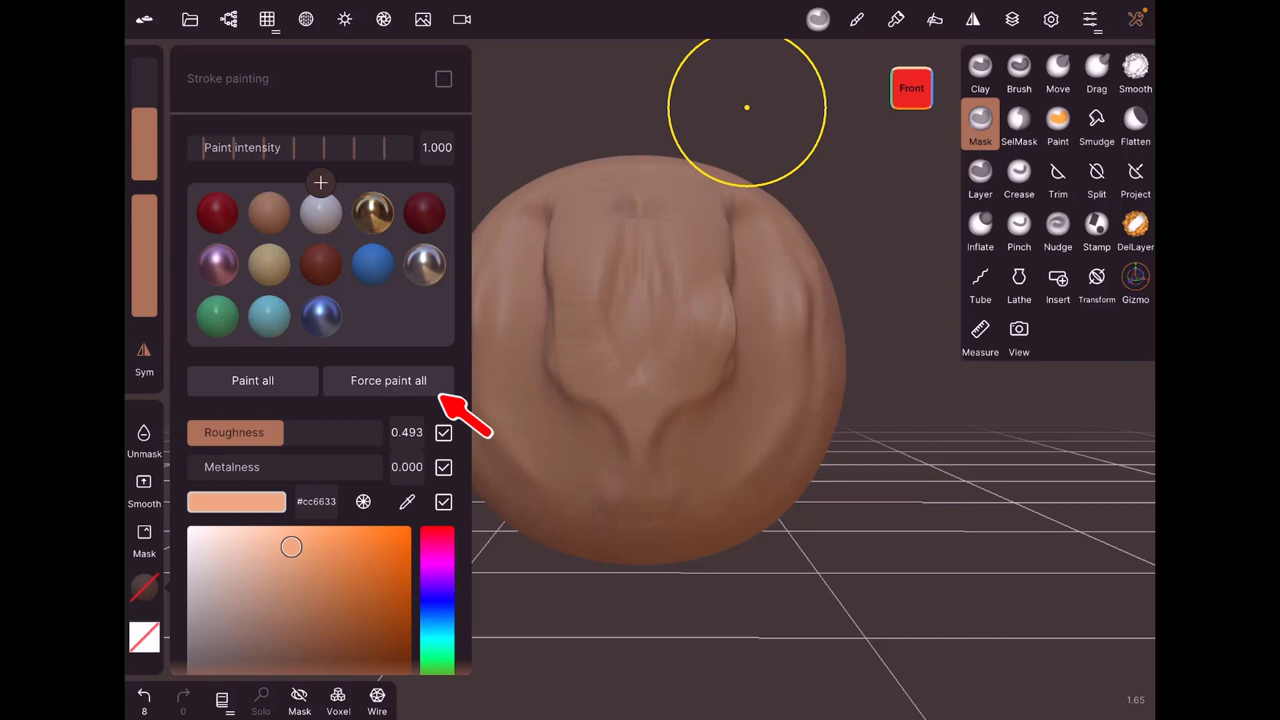 Stroke painting
Paint intensity 1.000
Paint all Force paint all
Roughness 0.493
Metalness 0.000
#cc6633
Sym
Unmask
Smooth
Mask
8 0 Solo Mask Voxel Wire
Front
Clay Brush Move Drag Smooth
Mask SelMask Paint Smudge Flatten
Layer Crease Trim Split Project
Inflate Pinch Nudge Stamp DelLayer
Tube Lathe Insert Transform Gizmo
Measure View
1.65